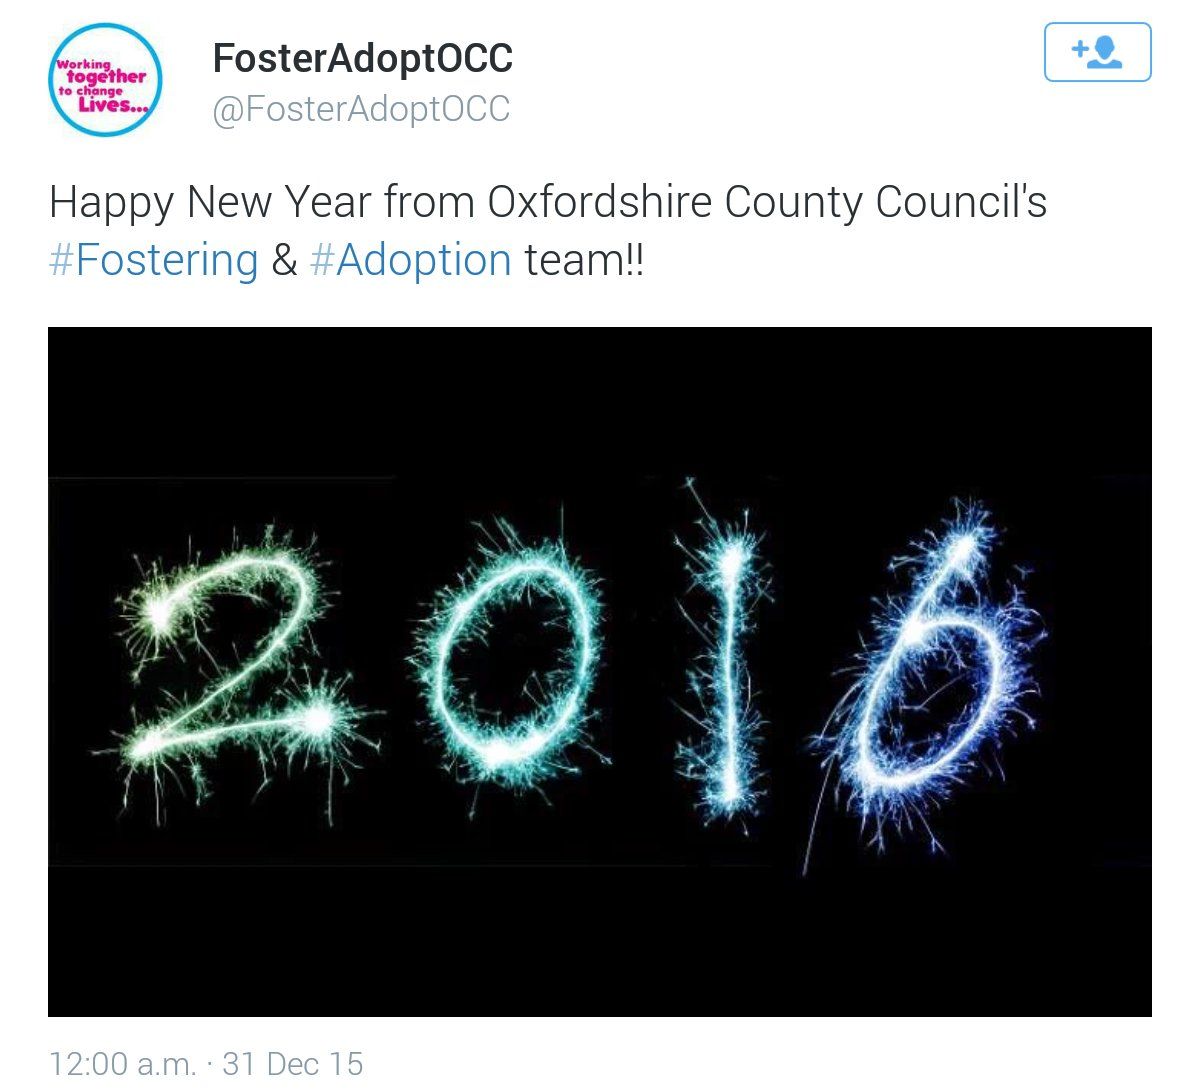 Working
together
to change
Lives...
FosterAdoptOCC
@FosterAdoptOCC
Happy New Year from Oxfordshire County Council's
#Fostering & #Adoption team!!
2016
12:00 a.m. · 31 Dec 15